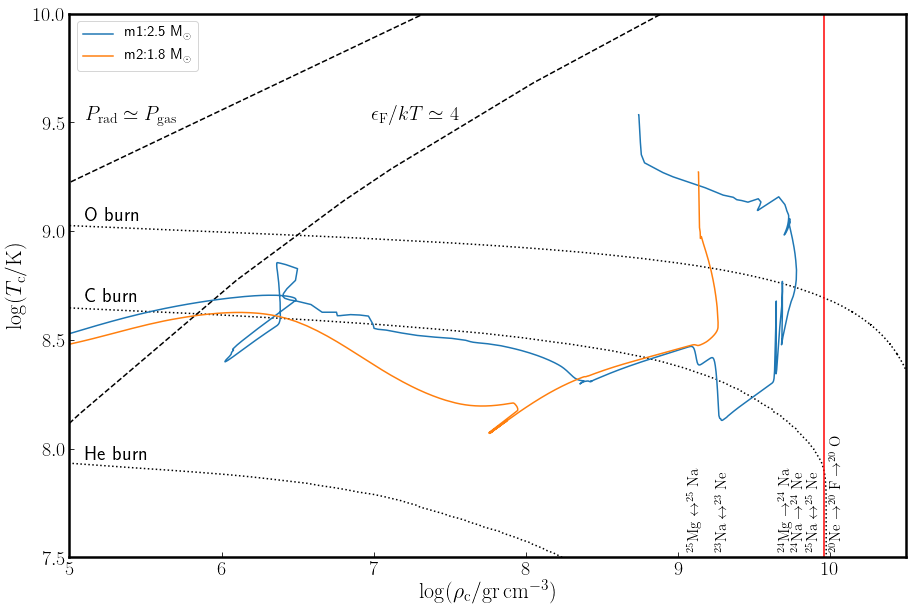 10.0
9.5
9.0
8.5
8.0
7.5
log(T_c/K)
m1:2.5 M_⊙
m2:1.8 M_⊙
P_rad ≃ P_gas
ϵ_F/kT ≃ 4
O burn
C burn
He burn
²⁵Mg↔²⁵Na
²³Na↔²³Ne
²⁴Mg→²⁴Na
²⁴Na→²⁴Ne
²⁵Na↔²⁵Ne
²⁰Ne→²⁰F→²⁰O
5 6 7 8 9 10
log(ρ_c/gr cm⁻³)